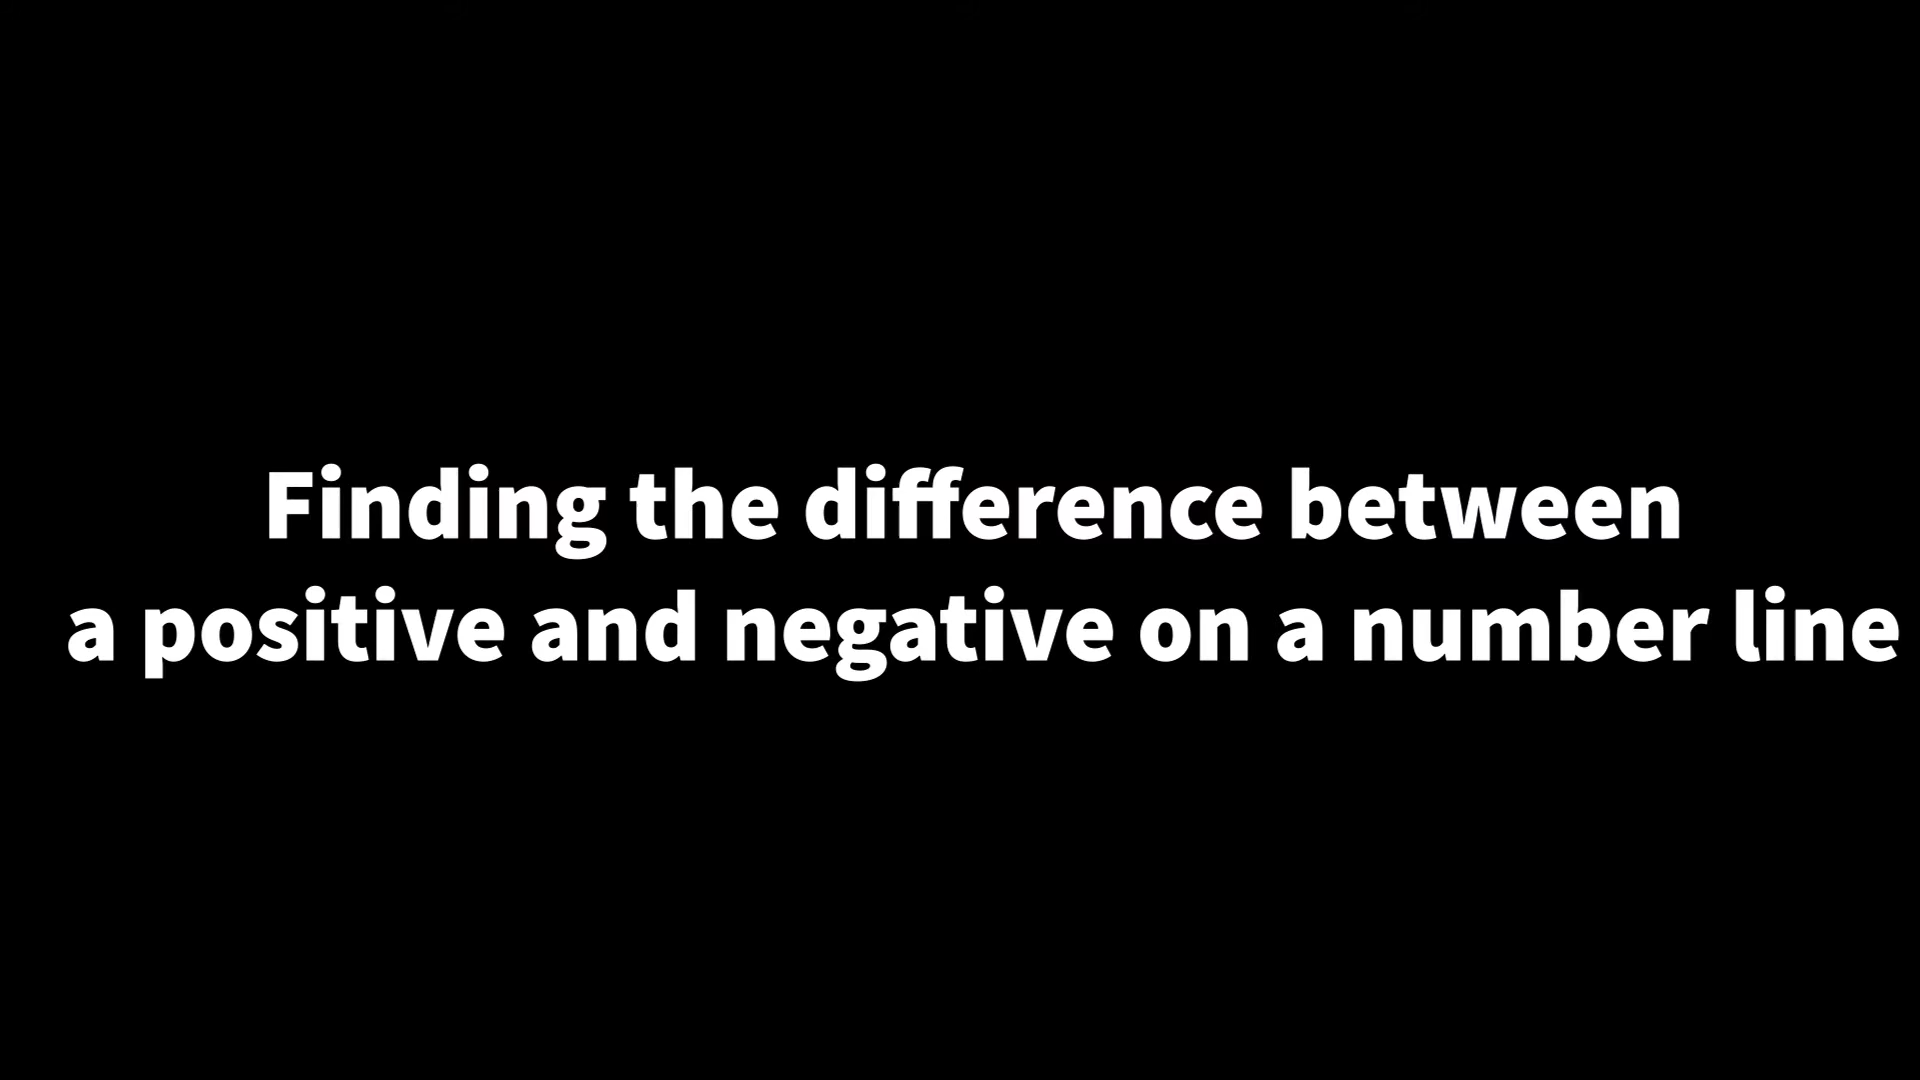 Finding the difference between
a positive and negative on a number line